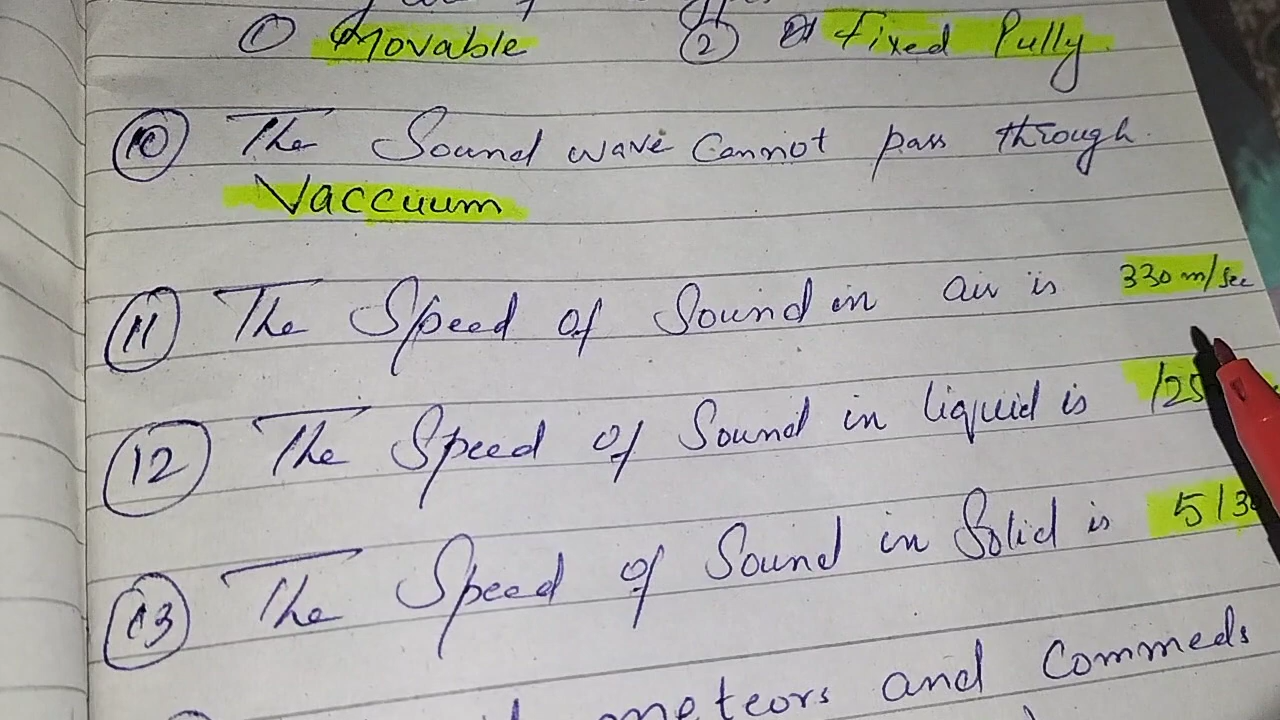 ① Movable ② Fixed Pully
⑩ The Sound wave Cannot pass through.
Vaccuum
⑪ The Speed of Sound in air is 330 m/sec
⑫ The Speed of Sound in liquid is 125
⑬ The Speed of Sound in Solid is 513
meteors and Commeds